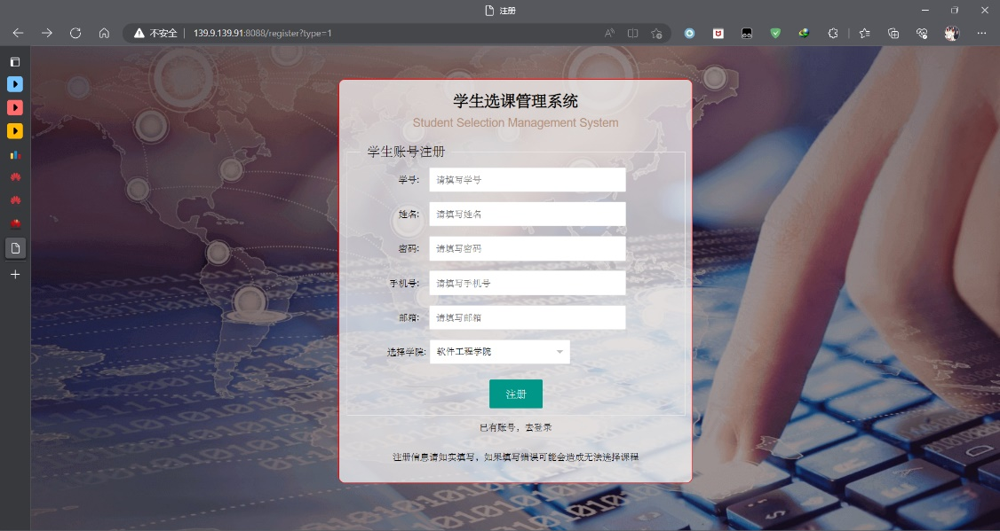 注册
不安全 139.9.139.91:8088/register?type=1
学生选课管理系统
Student Selection Management System
学生账号注册
学号: 请填写学号
姓名: 请填写姓名
密码: 请填写密码
手机号: 请填写手机号
邮箱: 请填写邮箱
选择学院: 软件工程学院
注册
已有账号，去登录
注册信息请如实填写，如果填写错误可能会造成无法选择课程